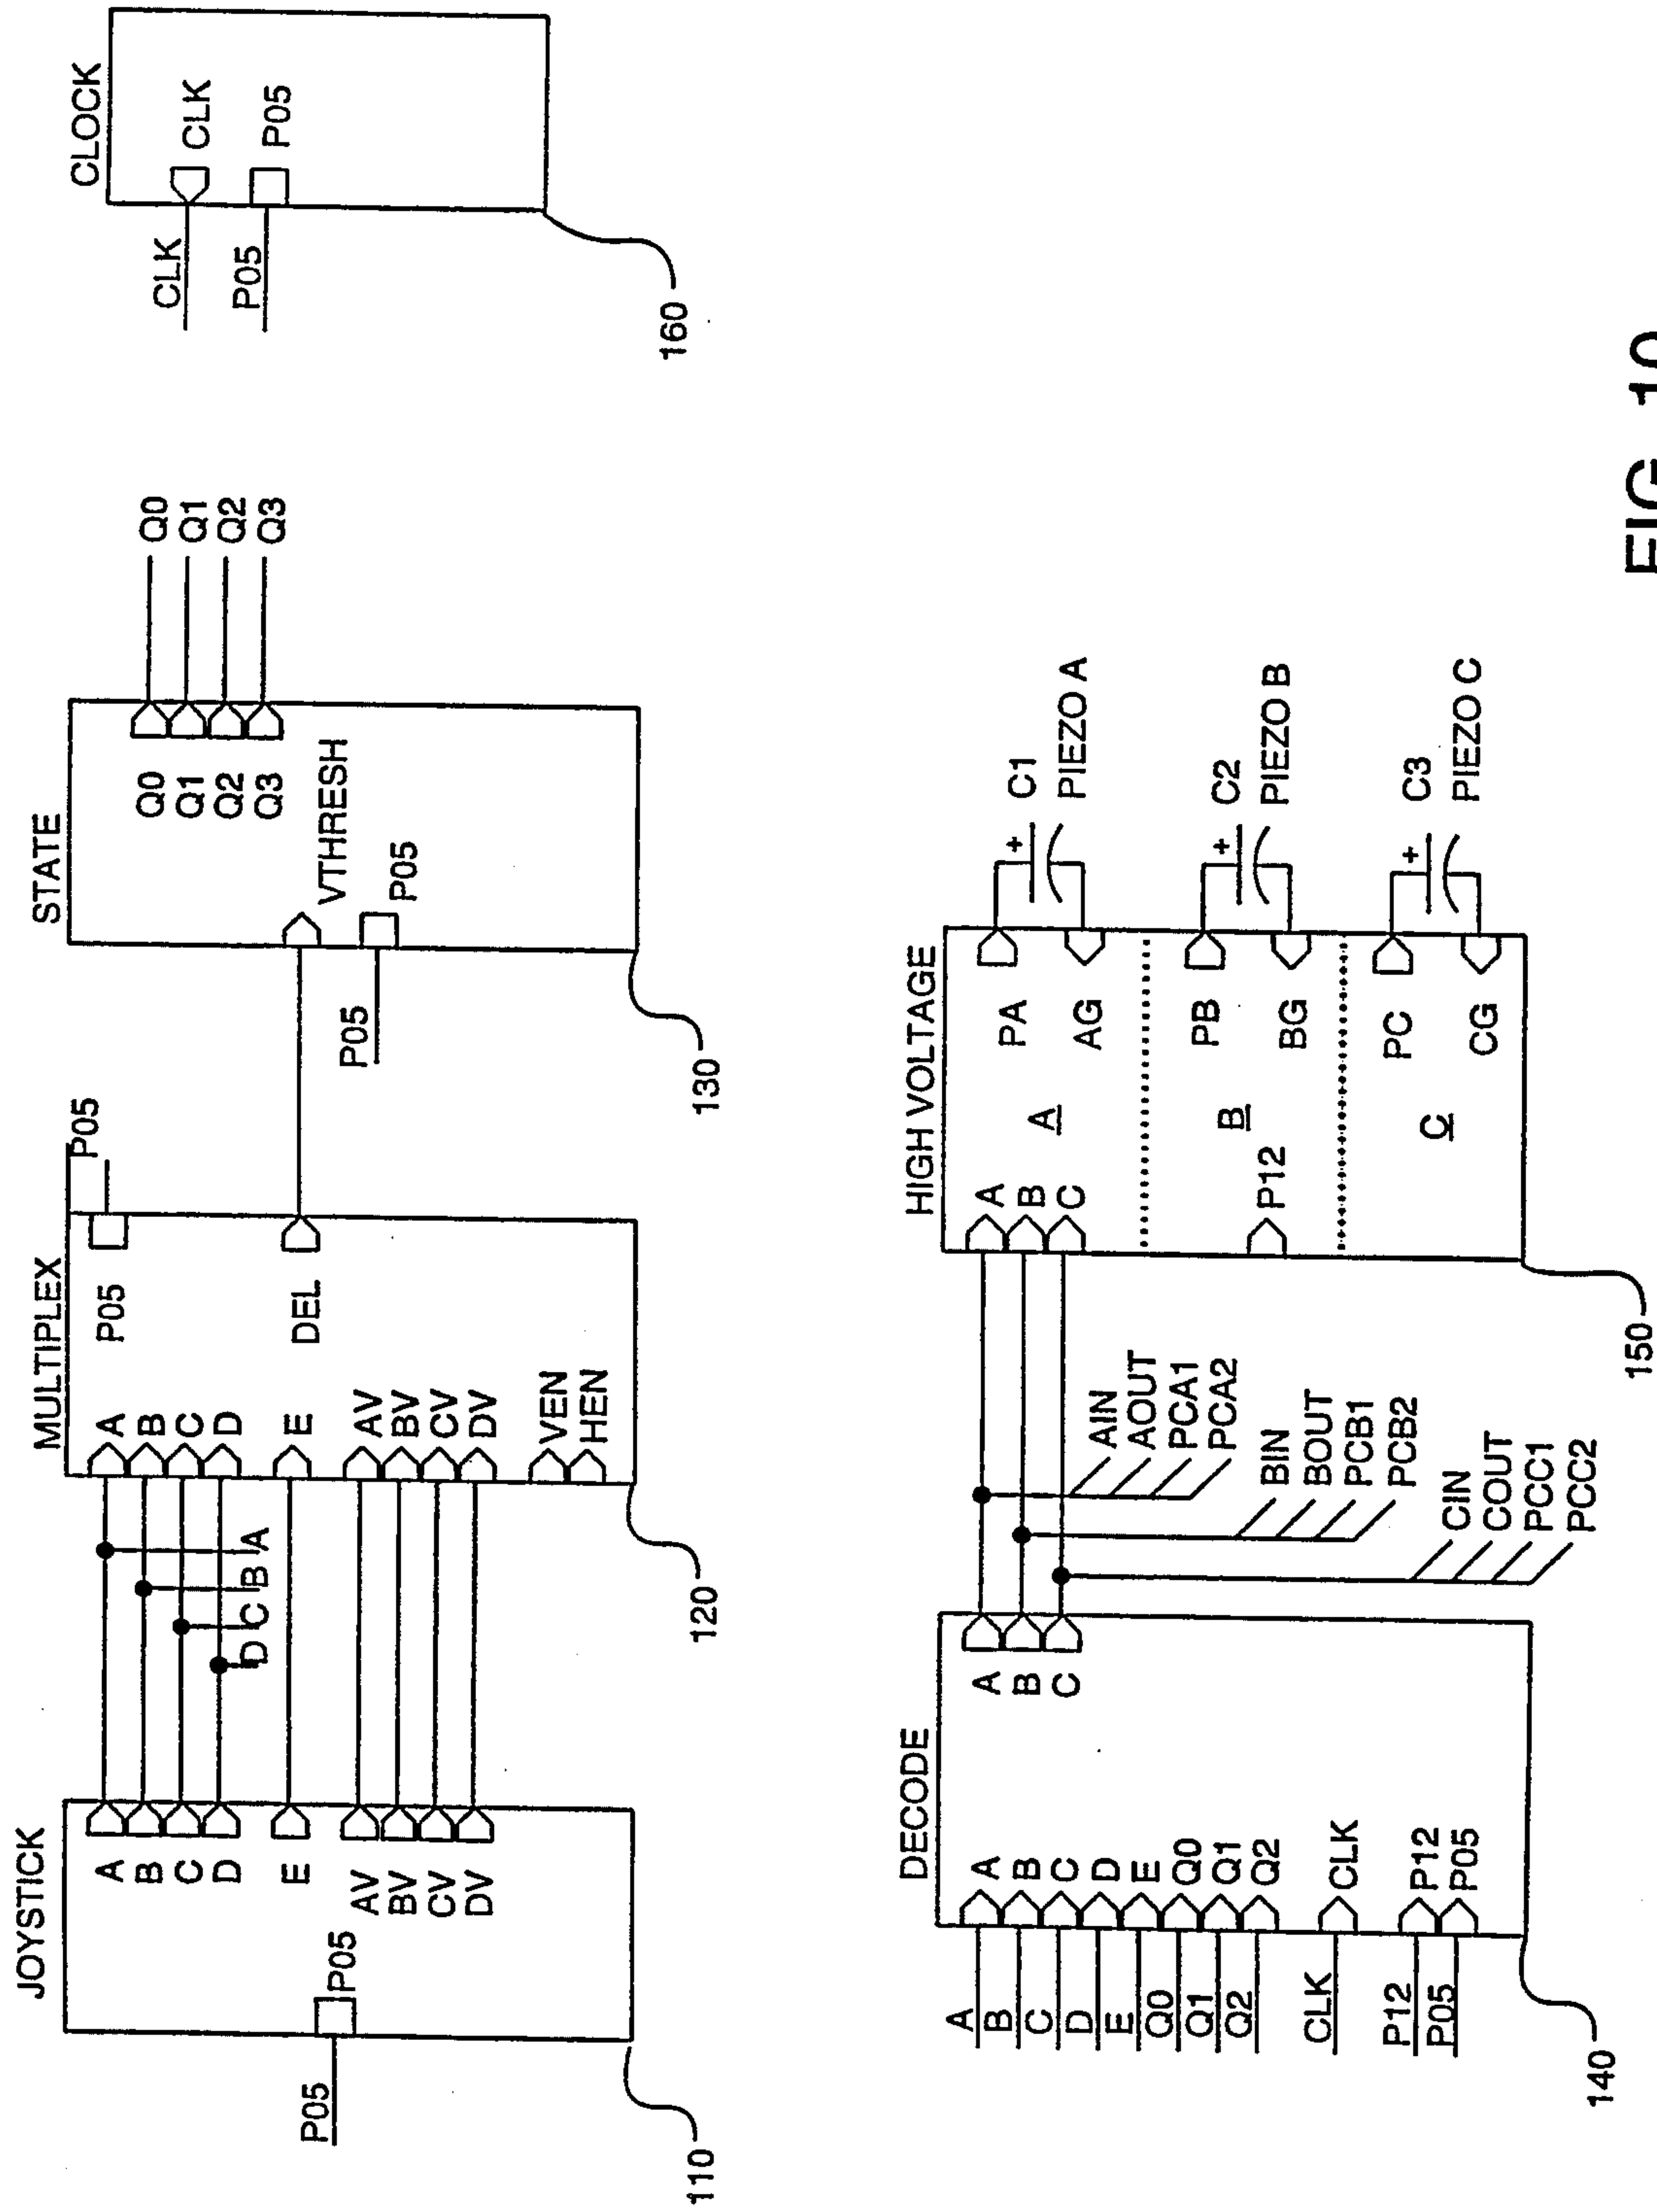 JOYSTICK
P05
P05
A
B
C
D
E
AV
BV
CV
DV
110
D C B A
MULTIPLEX
A
B
C
D
E
AV
BV
CV
DV
VEN
HEN
P05
DEL
P05
120
STATE
P05
P05
VTHRESH
Q0
Q1
Q2
Q3
Q0
Q1
Q2
Q3
130
CLOCK
CLK
P05
CLK
P05
160
DECODE
A
B
C
D
E
Q0
Q1
Q2
CLK
P12
P05
A
B
C
D
E
Q0
Q1
Q2
CLK
P12
P05
A
B
C
140
AIN
AOUT
PCA1
PCA2
BIN
BOUT
PCB1
PCB2
CIN
COUT
PCC1
PCC2
HIGH VOLTAGE
A
B
C
P12
A
B
C
PA
AG
PB
BG
PC
CG
150
+ C1
PIEZO A
+ C2
PIEZO B
+ C3
PIEZO C
FIG